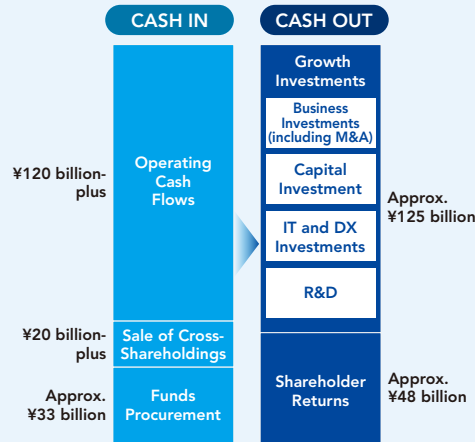 CASH IN
CASH OUT
¥120 billion-
plus
Operating
Cash
Flows
¥20 billion-
plus
Sale of Cross-
Shareholdings
Approx.
¥33 billion
Funds
Procurement
Growth
Investments
Business
Investments
(including M&A)
Capital
Investment
IT and DX
Investments
R&D
Approx.
¥125 billion
Shareholder
Returns
Approx.
¥48 billion